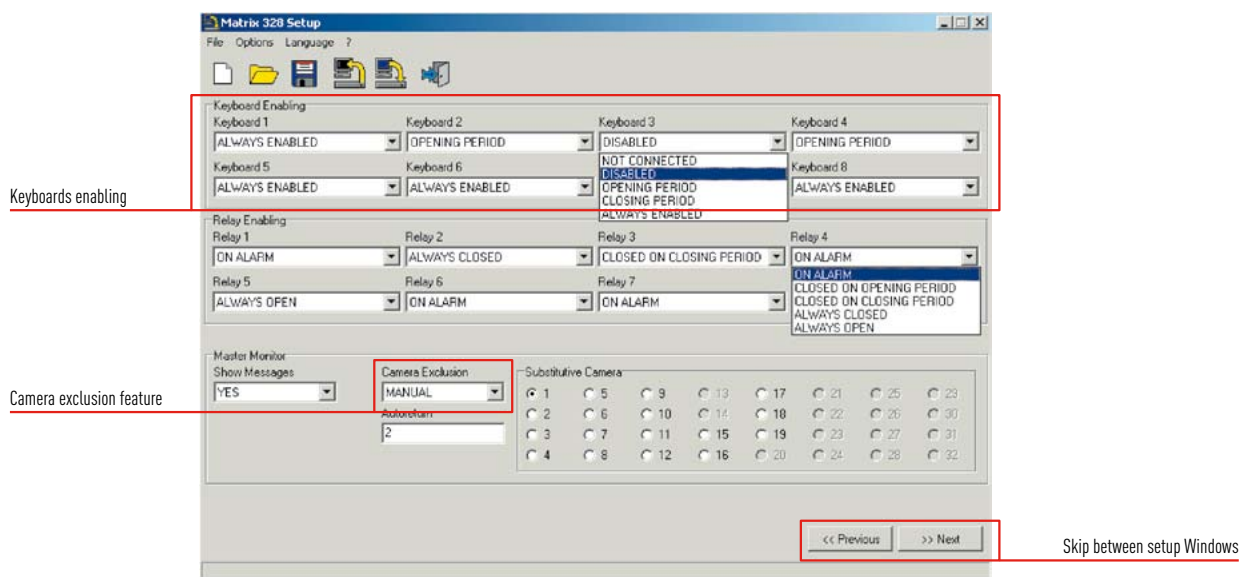 Matrix 328 Setup
File Options Language ?
Keyboard Enabling
Keyboard 1 Keyboard 2 Keyboard 3 Keyboard 4
ALWAYS ENABLED OPENING PERIOD DISABLED OPENING PERIOD
NOT CONNECTED
DISABLED
OPENING PERIOD
CLOSING PERIOD
ALWAYS ENABLED
Keyboard 5 Keyboard 6 Keyboard 8
ALWAYS ENABLED ALWAYS ENABLED ALWAYS ENABLED
Keyboards enabling
Relay Enabling
Relay 1 Relay 2 Relay 3 Relay 4
ON ALARM ALWAYS CLOSED CLOSED ON CLOSING PERIOD ON ALARM
ON ALARM
CLOSED ON OPENING PERIOD
CLOSED ON CLOSING PERIOD
ALWAYS CLOSED
ALWAYS OPEN
Relay 5 Relay 6 Relay 7
ALWAYS OPEN ON ALARM ON ALARM
Master Monitor
Show Messages Camera Exclusion Substitutive Camera
YES MANUAL
Camera exclusion feature
Autoreturn
2
1 5 9 13 17 21 25 29
2 6 10 14 18 22 26 30
3 7 11 15 19 23 27 31
4 8 12 16 20 24 28 32
<< Previous >> Next
Skip between setup Windows